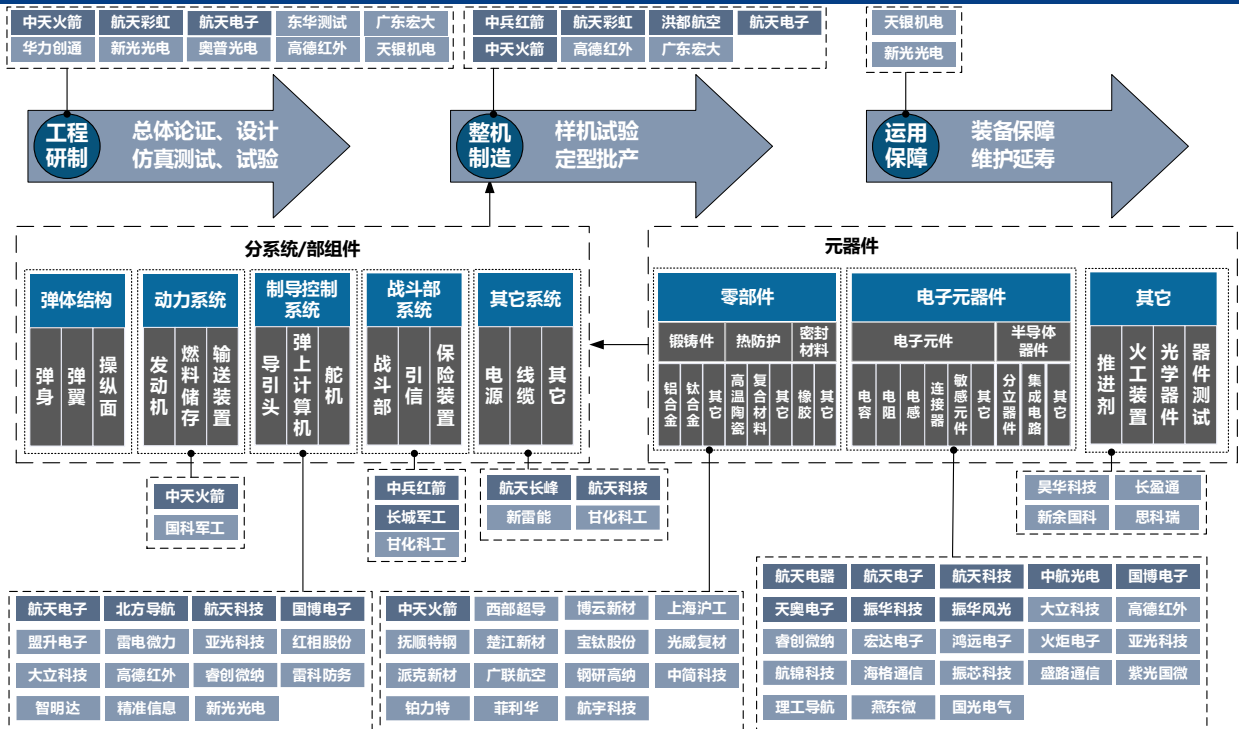 中天火箭 航天彩虹 航天电子 东华测试 广东宏大
华力创通 新光光电 奥普光电 高德红外 天银机电
中兵红箭 航天彩虹 洪都航空 航天电子
中天火箭 高德红外 广东宏大
天银机电
新光光电
工程
研制
总体论证、设计
仿真测试、试验
整机
制造
样机试验
定型批产
运用
保障
装备保障
维护延寿
分系统/部组件
弹体结构
弹身
弹翼
操纵面
动力系统
发动机
燃料储存
输送装置
制导控制
系统
导引头
弹上计算机
舵机
战斗部
系统
战斗部
引信
保险装置
其它系统
电源
线缆
其它
元器件
零部件
锻铸件
铝合金
钛合金
其它
热防护
高温陶瓷
复合材料
其它
密封
材料
橡胶
其它
电子元器件
电子元件
电容
电阻
电感
连接器
敏感元件
其它
半导体
器件
分立器件
集成电路
其它
其它
推进剂
火工装置
光学器件
器件测试
中天火箭
国科军工
中兵红箭
长城军工
甘化科工
航天长峰 航天科技
新雷能 甘化科工
昊华科技 长盈通
新余国科 思科瑞
航天电子 北方导航 航天科技 国博电子
盟升电子 雷电微力 亚光科技 红相股份
大立科技 高德红外 睿创微纳 雷科防务
智明达 精准信息 新光光电
中天火箭 西部超导 博云新材 上海沪工
抚顺特钢 楚江新材 宝钛股份 光威复材
派克新材 广联航空 钢研高纳 中简科技
铂力特 菲利华 航宇科技
航天电器 航天电子 航天科技 中航光电 国博电子
天奥电子 振华科技 振华风光 大立科技 高德红外
睿创微纳 宏达电子 鸿远电子 火炬电子 亚光科技
航锦科技 海格通信 振芯科技 盛路通信 紫光国微
理工导航 燕东微 国光电气